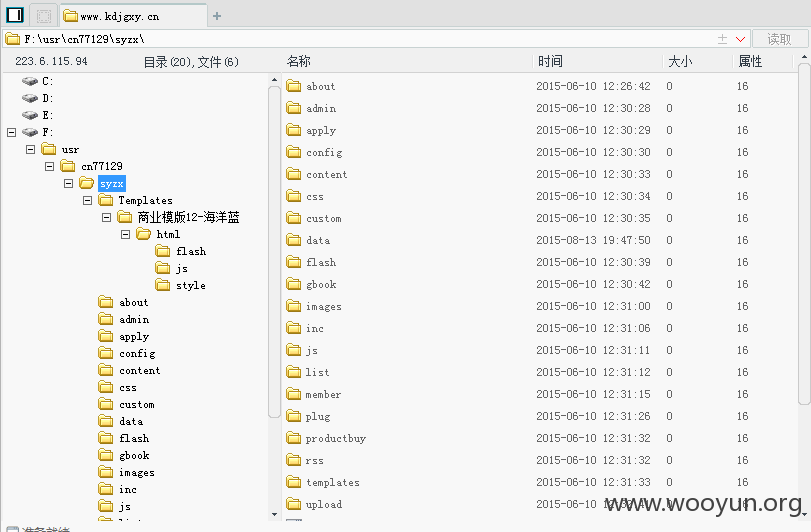 www.kdjgxy.cn
F:\usr\cn77129\syzx\ 读取
223.6.115.94 目录(20),文件(6)
C:
D:
E:
F:
usr
cn77129
syzx
Templates
商业模版12-海洋蓝
html
flash
js
style
about
admin
apply
config
content
css
custom
data
flash
gbook
images
inc
js
名称 时间 大小 属性
about 2015-06-10 12:26:42 0 16
admin 2015-06-10 12:30:28 0 16
apply 2015-06-10 12:30:29 0 16
config 2015-06-10 12:30:30 0 16
content 2015-06-10 12:30:33 0 16
css 2015-06-10 12:30:34 0 16
custom 2015-06-10 12:30:35 0 16
data 2015-08-13 19:47:50 0 16
flash 2015-06-10 12:30:39 0 16
gbook 2015-06-10 12:30:42 0 16
images 2015-06-10 12:31:00 0 16
inc 2015-06-10 12:31:06 0 16
js 2015-06-10 12:31:11 0 16
list 2015-06-10 12:31:12 0 16
member 2015-06-10 12:31:15 0 16
plug 2015-06-10 12:31:26 0 16
productbuy 2015-06-10 12:31:32 0 16
rss 2015-06-10 12:31:32 0 16
templates 2015-06-10 12:31:33 0 16
upload 2015-06-10 0 16
www.wooyun.org